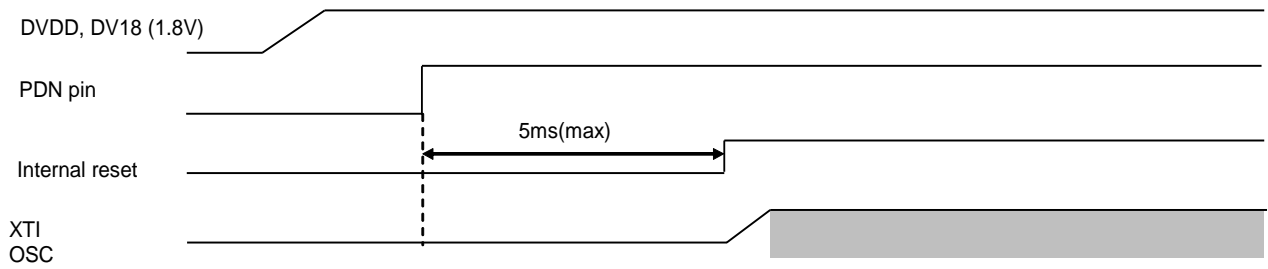 DVDD, DV18 (1.8V)
PDN pin
5ms(max)
Internal reset
XTI
OSC